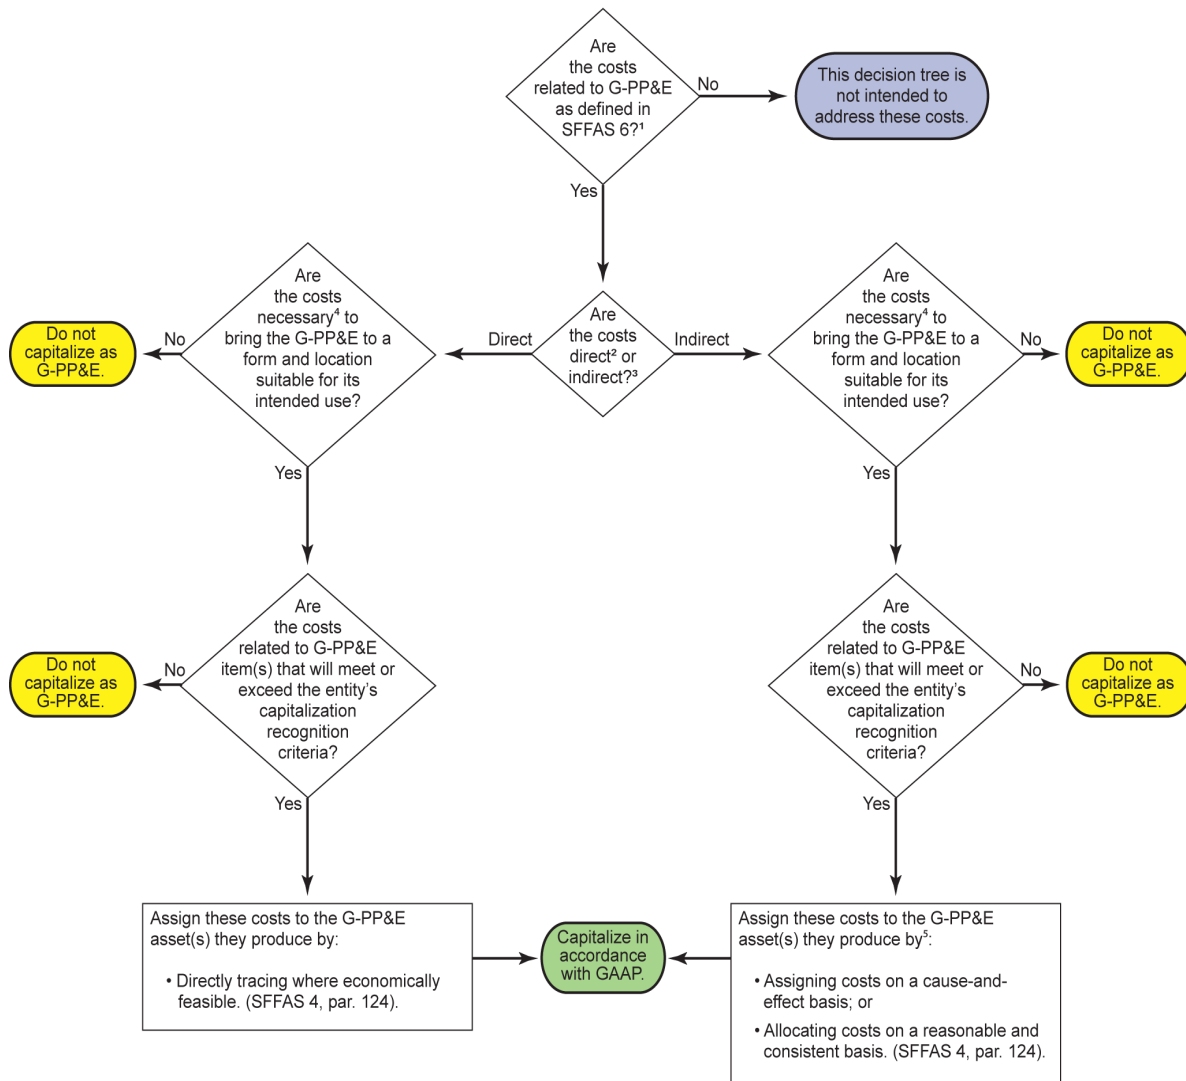 Are
the costs
related to G-PP&E
as defined in
SFFAS 6?¹
No
This decision tree is
not intended to
address these costs.
Yes
Are
the costs
direct² or
indirect?³
Direct
Indirect
Are
the costs
necessary⁴ to
bring the G-PP&E to a
form and location
suitable for its
intended use?
No
Do not
capitalize as
G-PP&E.
Yes
Are
the costs
necessary⁴ to
bring the G-PP&E to a
form and location
suitable for its
intended use?
No
Do not
capitalize as
G-PP&E.
Yes
Are
the costs
related to G-PP&E
item(s) that will meet or
exceed the entity's
capitalization
recognition
criteria?
No
Do not
capitalize as
G-PP&E.
Yes
Are
the costs
related to G-PP&E
item(s) that will meet or
exceed the entity's
capitalization
recognition
criteria?
No
Do not
capitalize as
G-PP&E.
Yes
Assign these costs to the G-PP&E
asset(s) they produce by:
• Directly tracing where economically
feasible. (SFFAS 4, par. 124).
Capitalize in
accordance
with GAAP.
Assign these costs to the G-PP&E
asset(s) they produce by⁵:
• Assigning costs on a cause-and-
effect basis; or
• Allocating costs on a reasonable and
consistent basis. (SFFAS 4, par. 124).